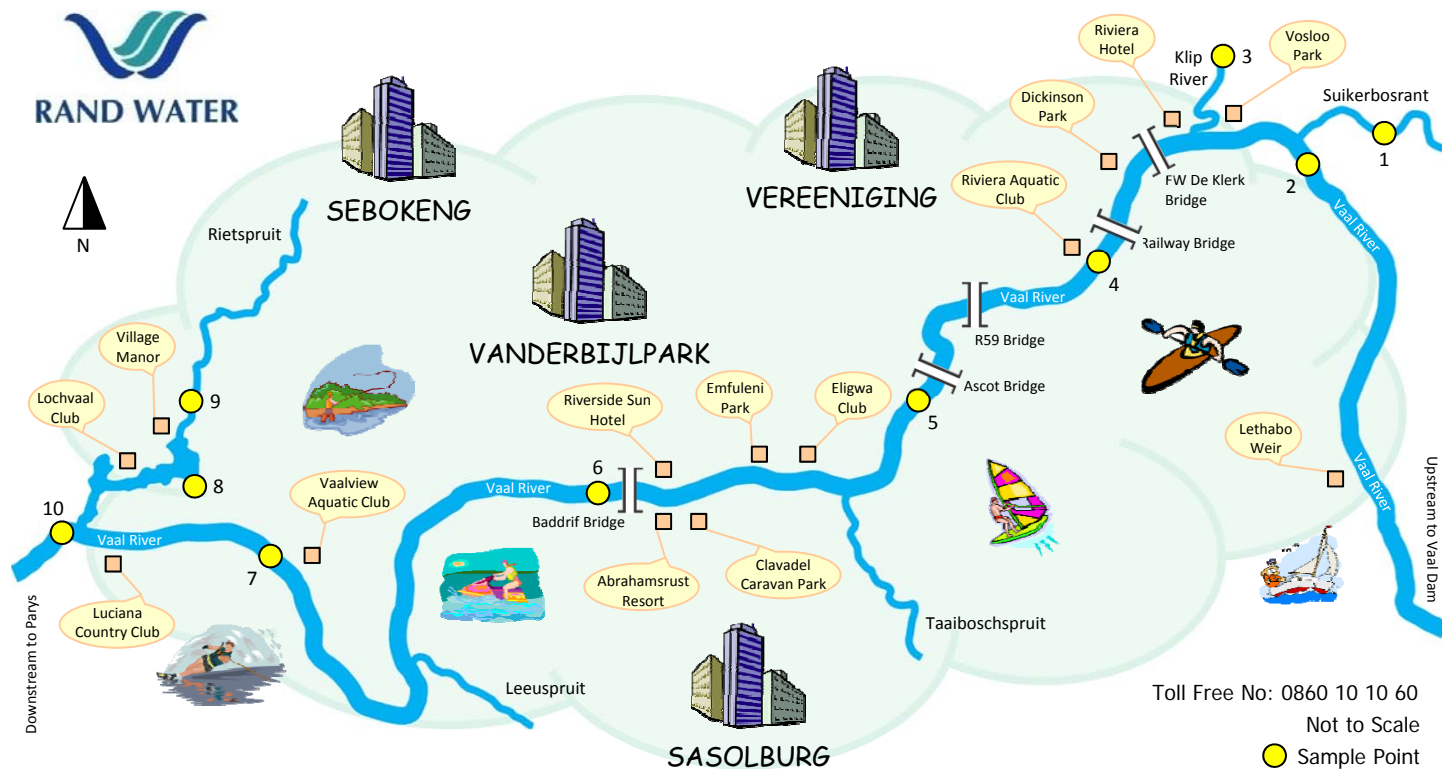 RAND WATER
N
SEBOKENG
VEREENIGING
VANDERBIJLPARK
SASOLBURG
Riviera
Hotel
Klip
River
3
Vosloo
Park
Suikerbosrant
1
2
Dickinson
Park
FW De Klerk
Bridge
Riviera Aquatic
Club
Railway Bridge
4
Vaal River
Vaal River
Vaal River
R59 Bridge
Ascot Bridge
5
Lethabo
Weir
Upstream to Vaal Dam
Rietspruit
Village
Manor
Lochvaal
Club
9
8
10
Vaal River
7
Vaalview
Aquatic Club
Luciana
Country Club
Downstream to Parys
Riverside Sun
Hotel
Emfuleni
Park
Eligwa
Club
6
Vaal River
Baddrif Bridge
Abrahamsrust
Resort
Clavadel
Caravan Park
Taaiboschspruit
Leeuspruit
Toll Free No: 0860 10 10 60
Not to Scale
Sample Point